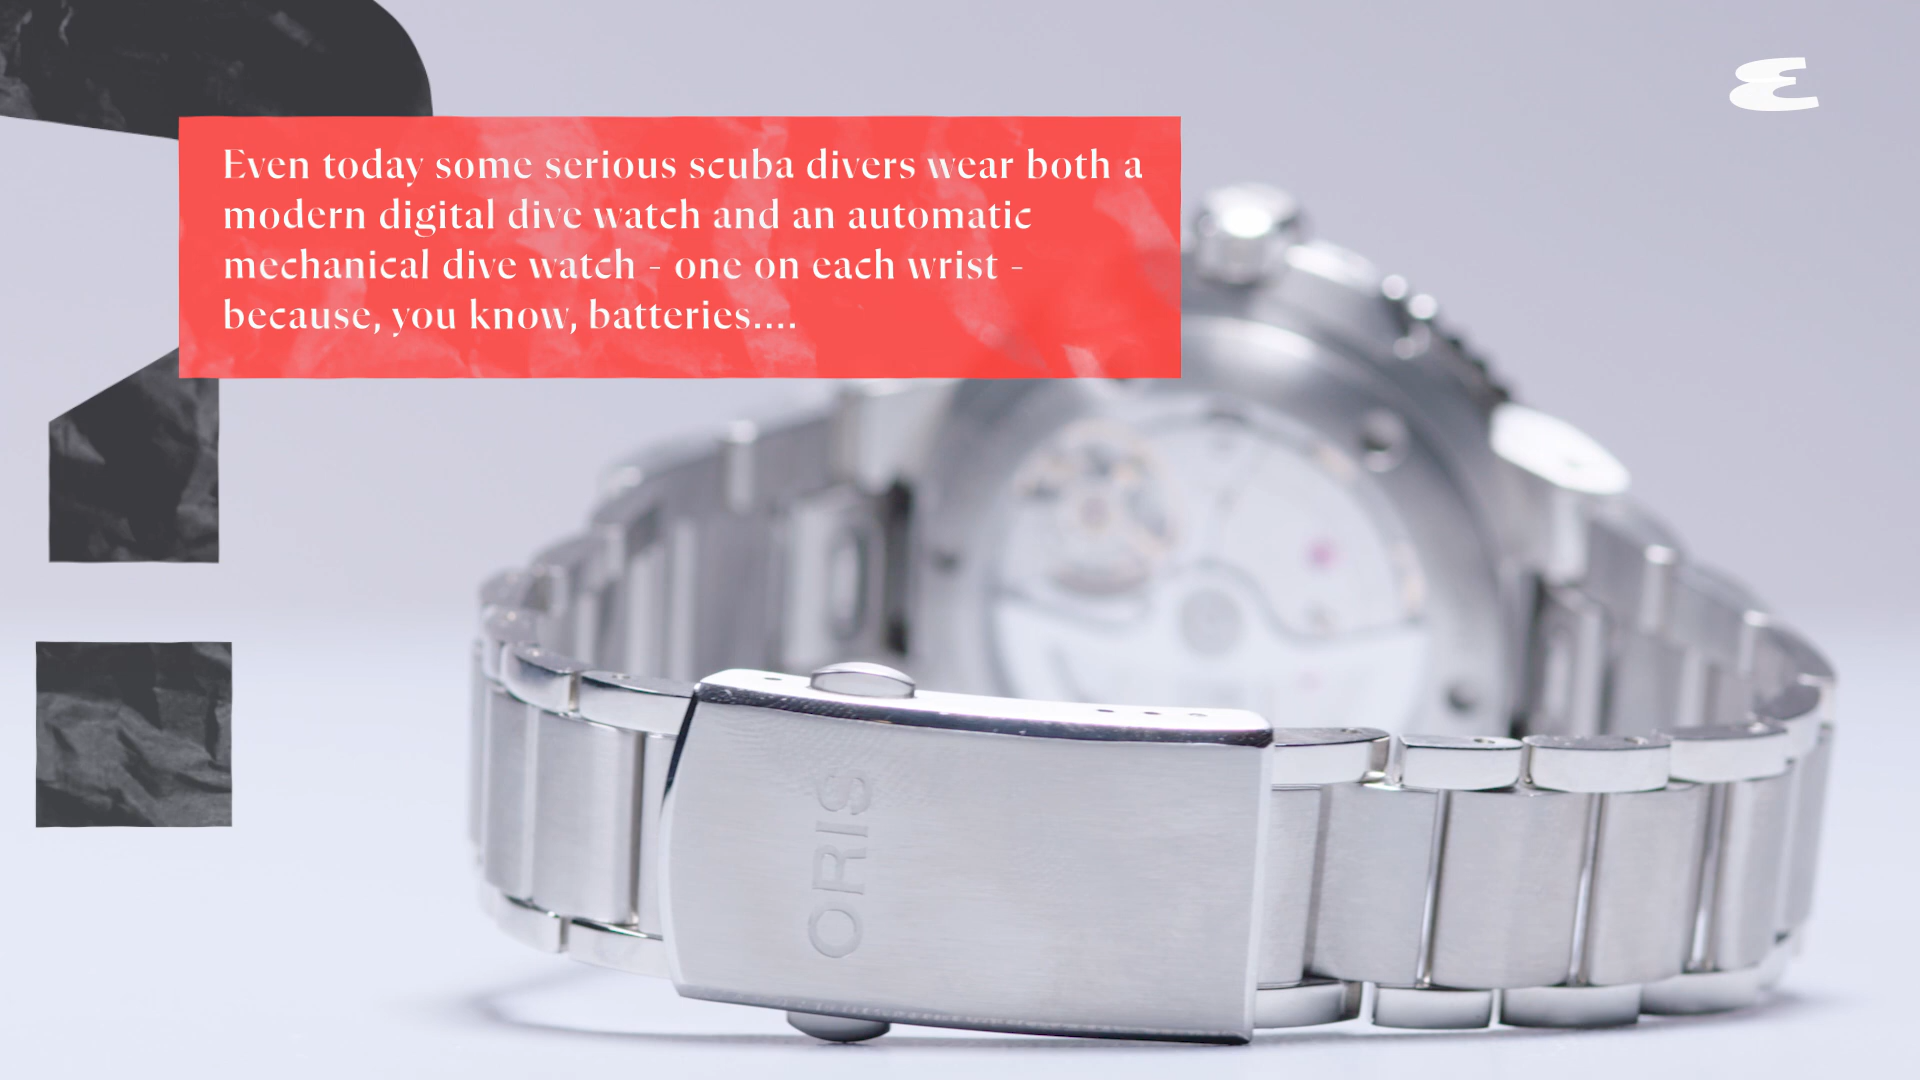 Even today some serious scuba divers wear both a
modern digital dive watch and an automatic
mechanical dive watch - one on each wrist -
because, you know, batteries....
E
ORIS